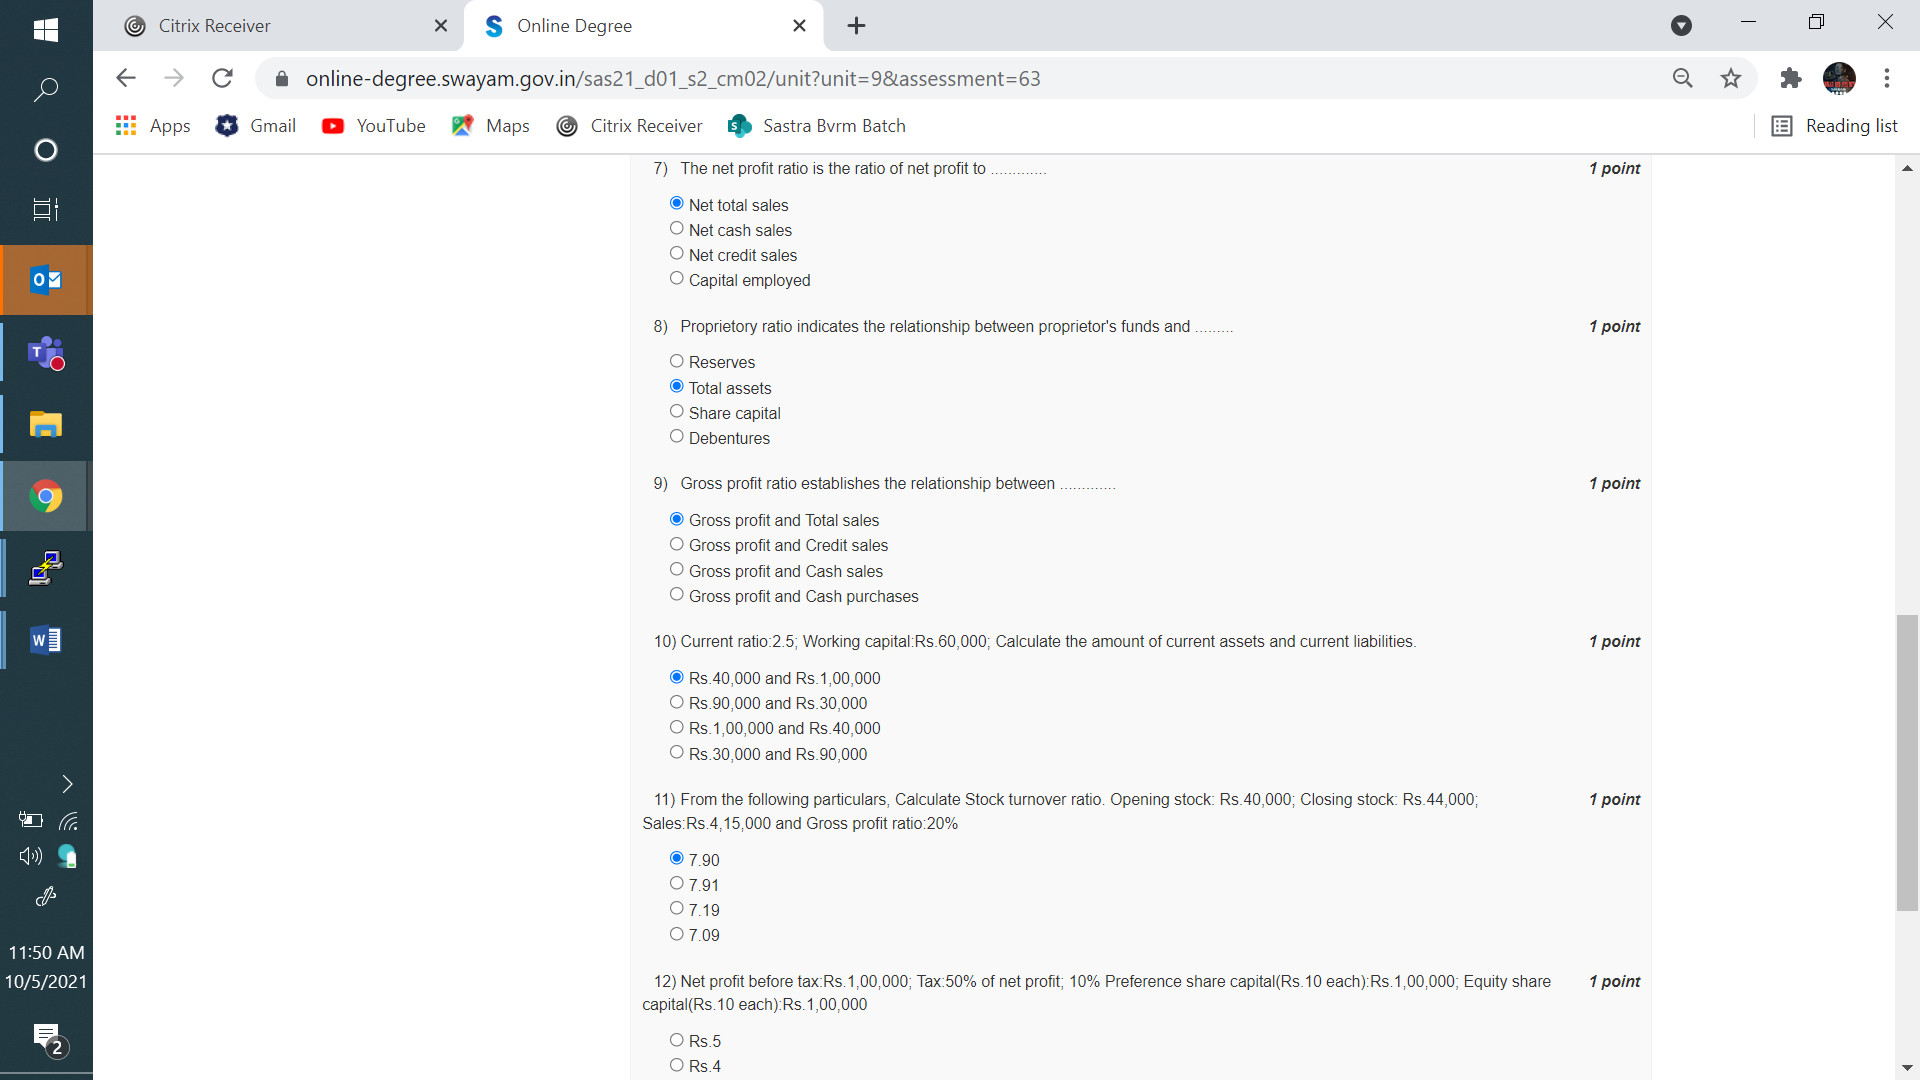 Citrix Receiver
Online Degree
online-degree.swayam.gov.in/sas21_d01_s2_cm02/unit?unit=9&assessment=63
Apps Gmail YouTube Maps Citrix Receiver Sastra Bvrm Batch Reading list
7) The net profit ratio is the ratio of net profit to ............. 1 point
Net total sales
Net cash sales
Net credit sales
Capital employed
8) Proprietory ratio indicates the relationship between proprietor's funds and ......... 1 point
Reserves
Total assets
Share capital
Debentures
9) Gross profit ratio establishes the relationship between ............. 1 point
Gross profit and Total sales
Gross profit and Credit sales
Gross profit and Cash sales
Gross profit and Cash purchases
10) Current ratio:2.5; Working capital:Rs.60,000; Calculate the amount of current assets and current liabilities. 1 point
Rs.40,000 and Rs.1,00,000
Rs.90,000 and Rs.30,000
Rs.1,00,000 and Rs.40,000
Rs.30,000 and Rs.90,000
11) From the following particulars, Calculate Stock turnover ratio. Opening stock: Rs.40,000; Closing stock: Rs.44,000; 1 point
Sales:Rs.4,15,000 and Gross profit ratio:20%
7.90
7.91
7.19
7.09
12) Net profit before tax:Rs.1,00,000; Tax:50% of net profit; 10% Preference share capital(Rs.10 each):Rs.1,00,000; Equity share 1 point
capital(Rs.10 each):Rs.1,00,000
Rs.5
Rs.4
11:50 AM
10/5/2021
2